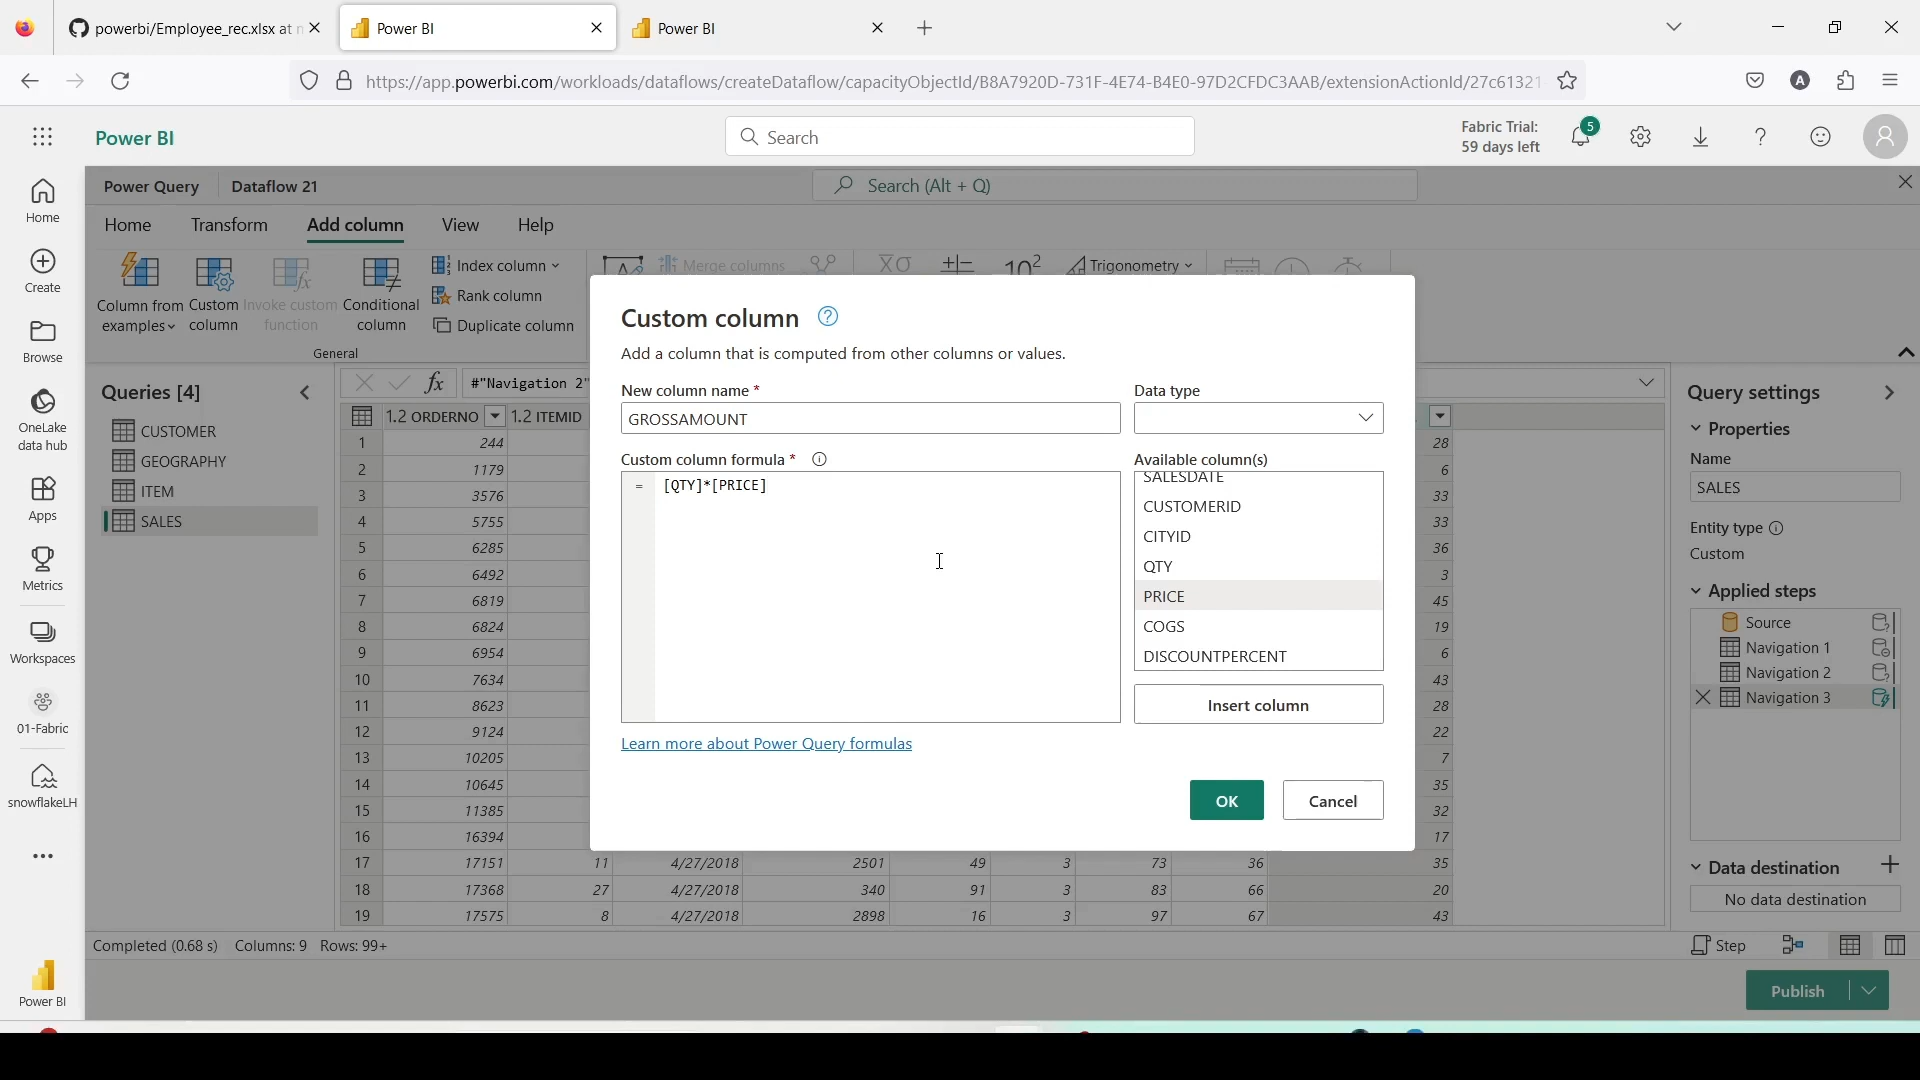 powerbi/Employee_rec.xlsx at n
Power BI
Power BI
https://app.powerbi.com/workloads/dataflows/createDataflow/capacityObjectId/B8A7920D-731F-4E74-B4E0-97D2CFDC3AAB/extensionActionId/27c61321
A
Power BI
Search
Fabric Trial:
59 days left
5
Power Query
Dataflow 21
Search (Alt + Q)
Home
Transform
Add column
View
Help
Column from
examples
Custom
column
Invoke custom
function
Conditional
column
Index column
Rank column
Duplicate column
General
Merge columns
Trigonometry
Home
Create
Browse
OneLake
data hub
Apps
Metrics
Workspaces
01-Fabric
snowflakeLH
Power BI
Queries [4]
CUSTOMER
GEOGRAPHY
ITEM
SALES
fx
#"Navigation 2"
1.2 ORDERNO
1.2 ITEMID
1 244 28
2 1179 6
3 3576 33
4 5755 33
5 6285 36
6 6492 3
7 6819 45
8 6824 19
9 6954 6
10 7634 43
11 8623 28
12 9124 22
13 10205 7
14 10645 35
15 11385 32
16 16394 17
17 17151 11 4/27/2018 2501 49 3 73 36 35
18 17368 27 4/27/2018 340 91 3 83 66 20
19 17575 8 4/27/2018 2898 16 3 97 67 43
Custom column
Add a column that is computed from other columns or values.
New column name *
GROSSAMOUNT
Data type
Custom column formula *
= [QTY]*[PRICE]
Available column(s)
SALESDATE
CUSTOMERID
CITYID
QTY
PRICE
COGS
DISCOUNTPERCENT
Insert column
Learn more about Power Query formulas
OK
Cancel
Query settings
Properties
Name
SALES
Entity type
Custom
Applied steps
Source
Navigation 1
Navigation 2
Navigation 3
Data destination
No data destination
Completed (0.68 s) Columns: 9 Rows: 99+
Step
Publish